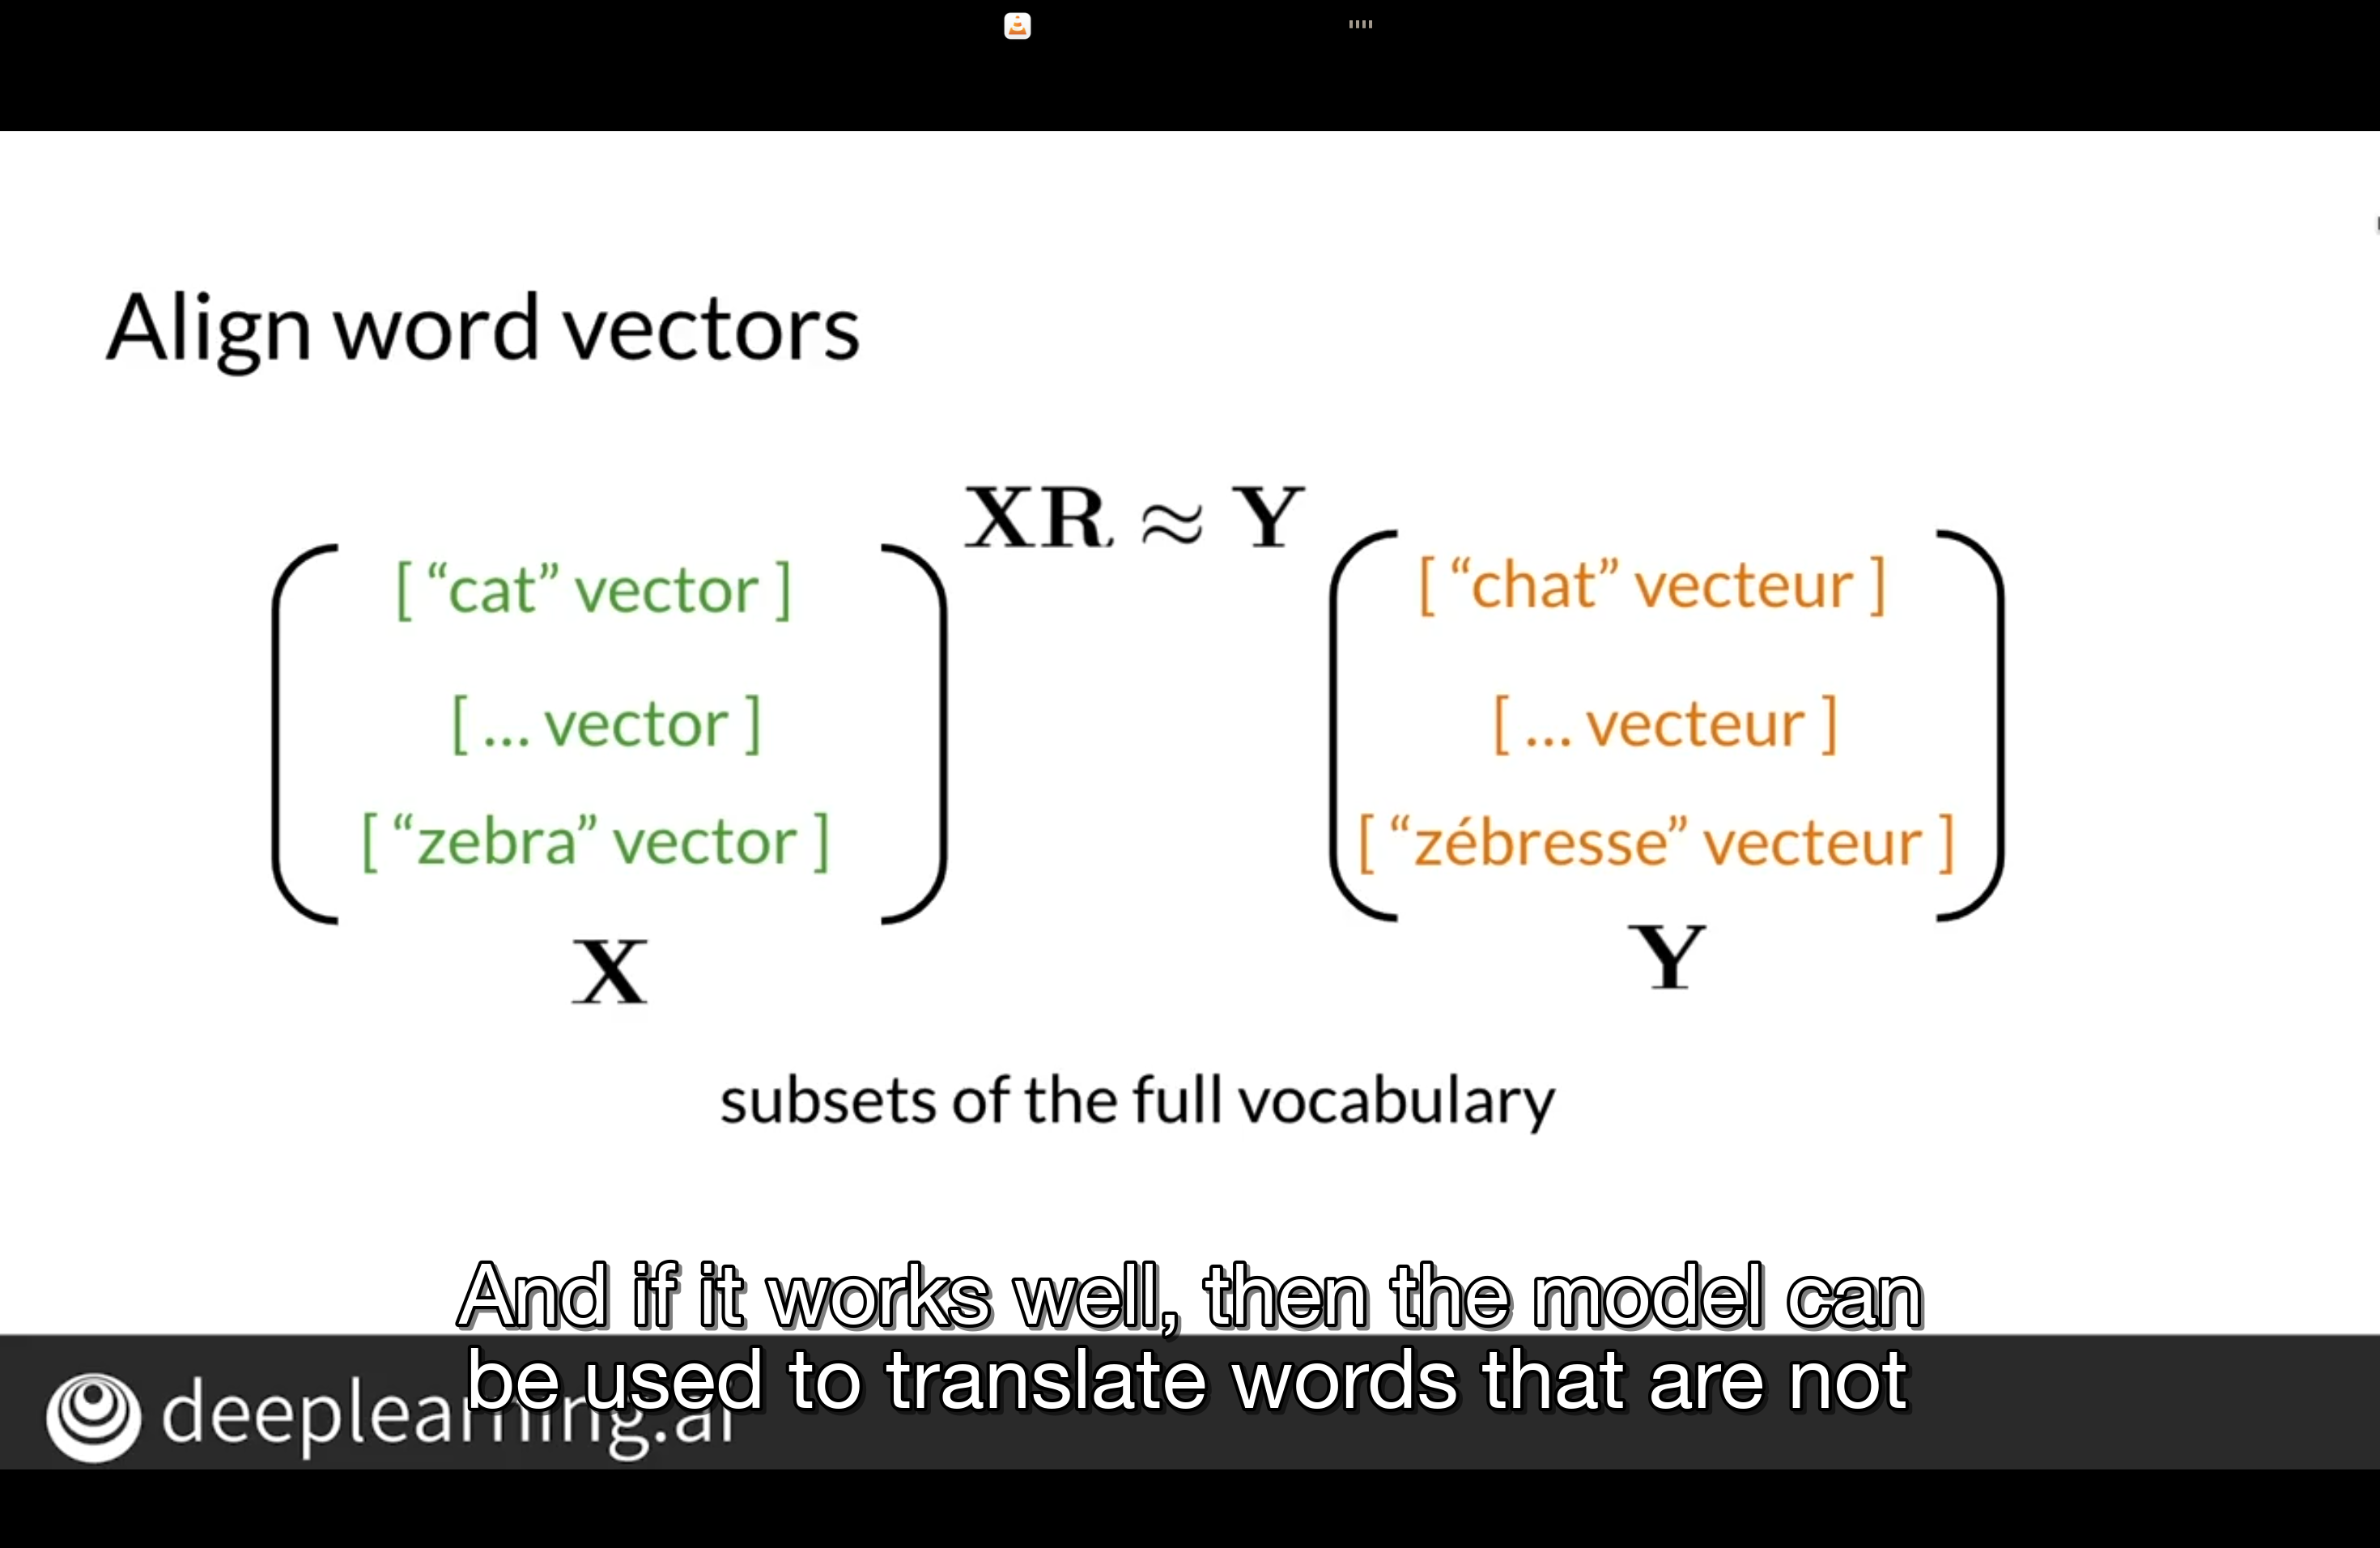 Align word vectors
XR ≈ Y
[ “cat” vector ]
[ ... vector ]
[ “zebra” vector ]
X
[ “chat” vecteur ]
[ ... vecteur ]
[ “zébresse” vecteur ]
Y
subsets of the full vocabulary
And if it works well, then the model can
be used to translate words that are not
deeplearning.ai